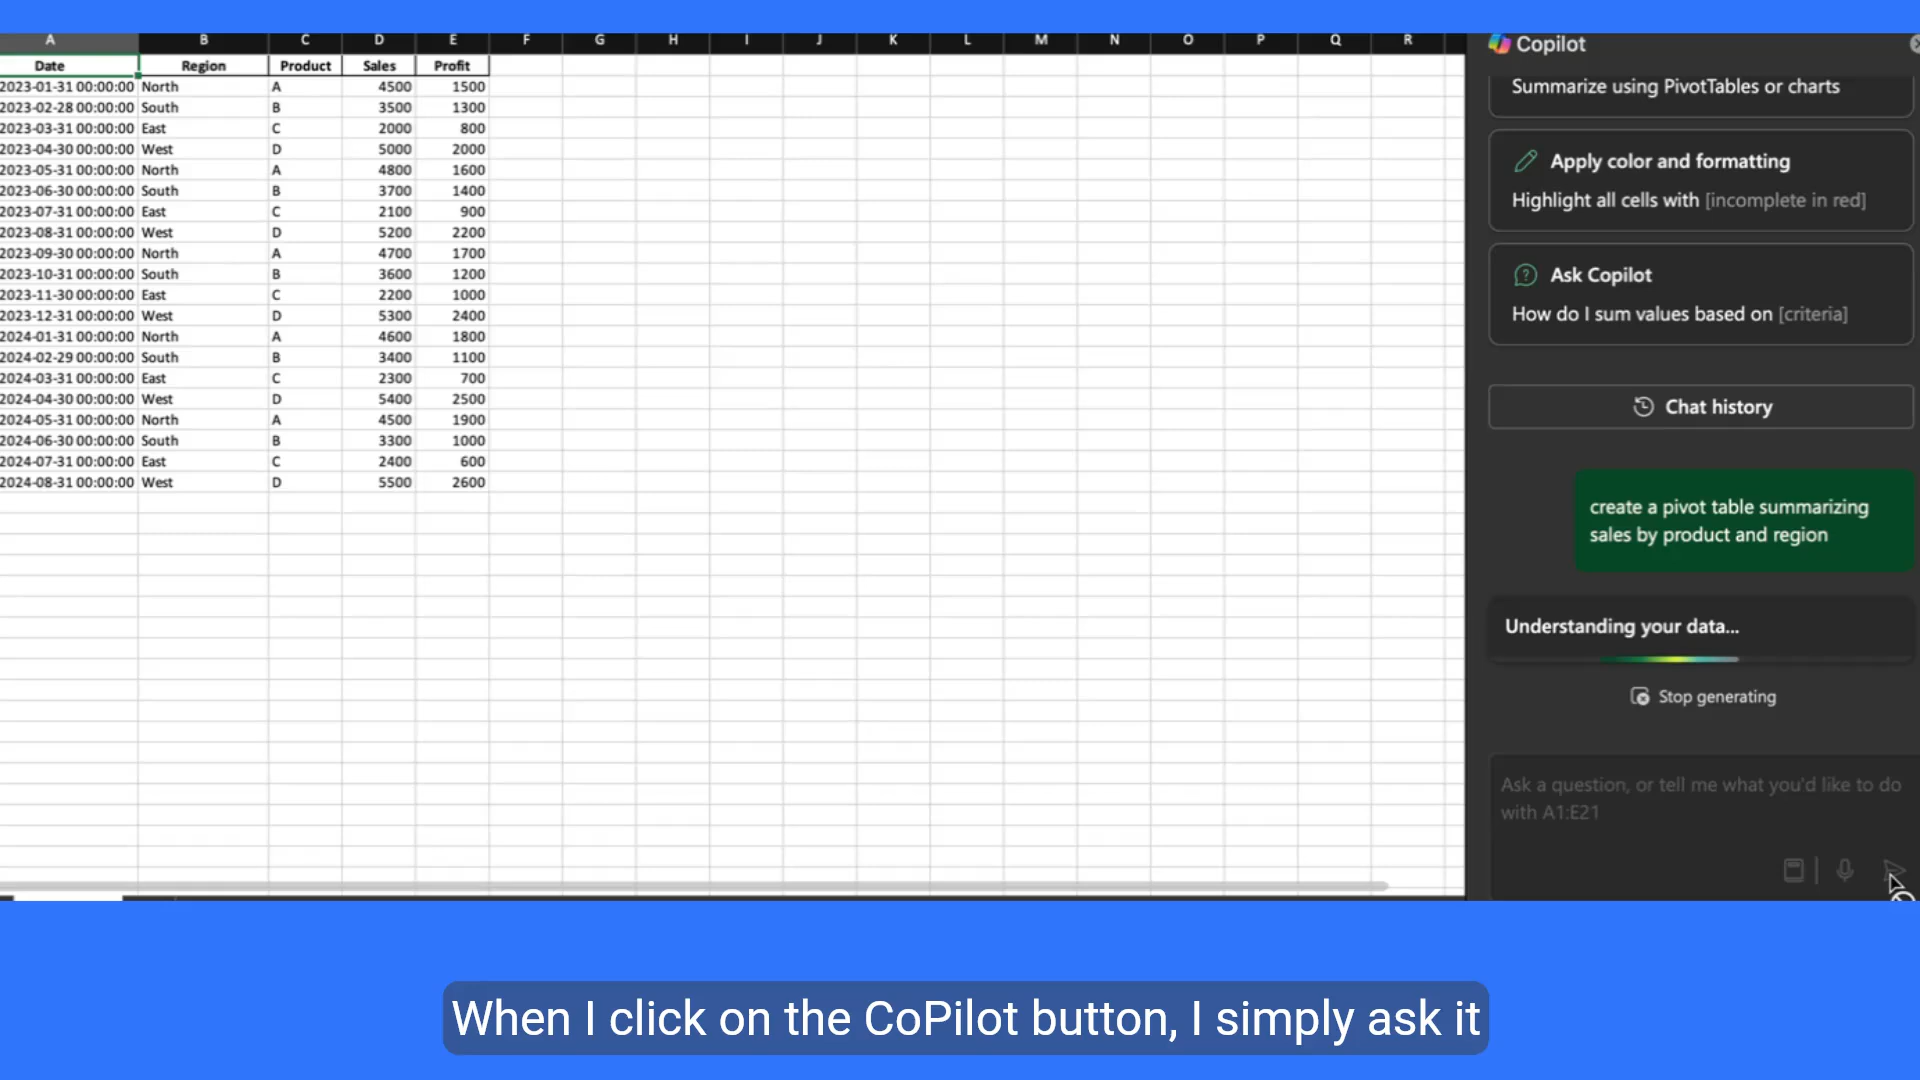 A B C D E F G H I J K L M N O P Q R
Date Region Product Sales Profit
2023-01-31 00:00:00 North A 4500 1500
2023-02-28 00:00:00 South B 3500 1300
2023-03-31 00:00:00 East C 2000 800
2023-04-30 00:00:00 West D 5000 2000
2023-05-31 00:00:00 North A 4800 1600
2023-06-30 00:00:00 South B 3700 1400
2023-07-31 00:00:00 East C 2100 900
2023-08-31 00:00:00 West D 5200 2200
2023-09-30 00:00:00 North A 4700 1700
2023-10-31 00:00:00 South B 3600 1200
2023-11-30 00:00:00 East C 2200 1000
2023-12-31 00:00:00 West D 5300 2400
2024-01-31 00:00:00 North A 4600 1800
2024-02-29 00:00:00 South B 3400 1100
2024-03-31 00:00:00 East C 2300 700
2024-04-30 00:00:00 West D 5400 2500
2024-05-31 00:00:00 North A 4500 1900
2024-06-30 00:00:00 South B 3300 1000
2024-07-31 00:00:00 East C 2400 600
2024-08-31 00:00:00 West D 5500 2600
Copilot
Summarize using PivotTables or charts
Apply color and formatting
Highlight all cells with [incomplete in red]
Ask Copilot
How do I sum values based on [criteria]
Chat history
create a pivot table summarizing
sales by product and region
Understanding your data...
Stop generating
Ask a question, or tell me what you'd like to do
with A1:E21
When I click on the CoPilot button, I simply ask it